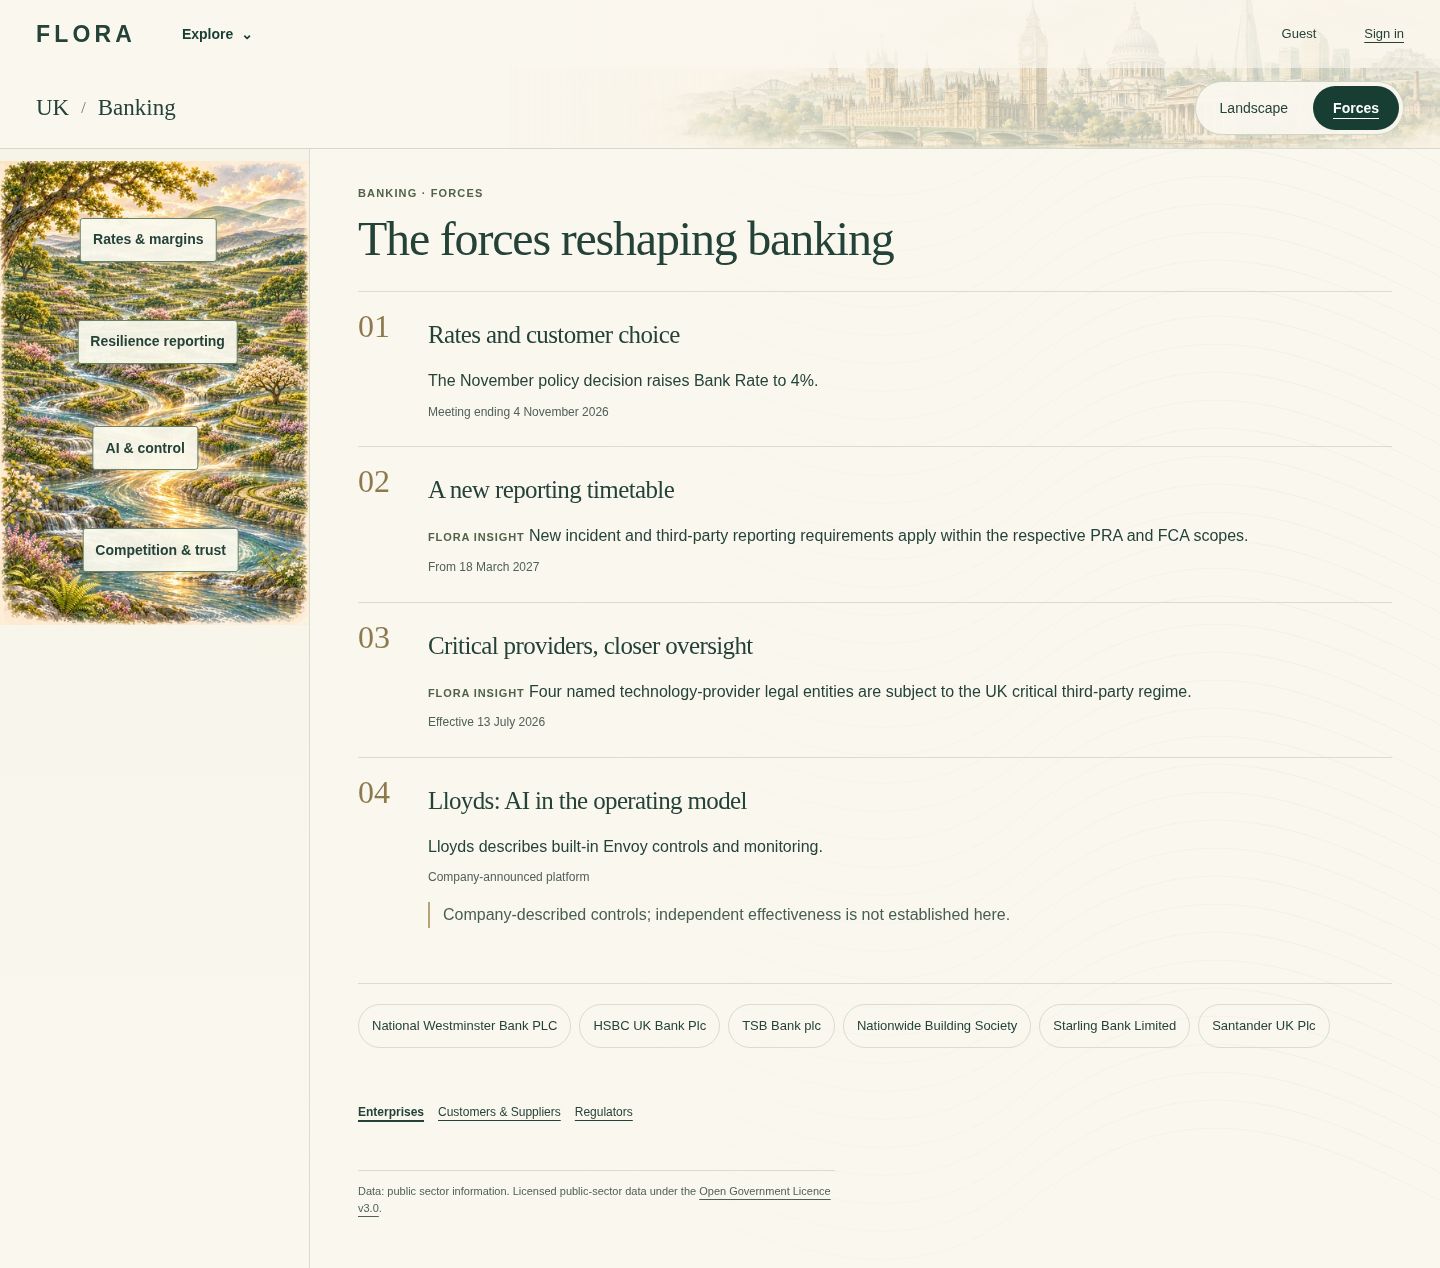 FLORA
Explore
Guest
Sign in
UK / Banking
Landscape
Forces
Rates & margins
Resilience reporting
AI & control
Competition & trust
BANKING · FORCES
The forces reshaping banking
01
Rates and customer choice
The November policy decision raises Bank Rate to 4%.
Meeting ending 4 November 2026
02
A new reporting timetable
FLORA INSIGHT New incident and third-party reporting requirements apply within the respective PRA and FCA scopes.
From 18 March 2027
03
Critical providers, closer oversight
FLORA INSIGHT Four named technology-provider legal entities are subject to the UK critical third-party regime.
Effective 13 July 2026
04
Lloyds: AI in the operating model
Lloyds describes built-in Envoy controls and monitoring.
Company-announced platform
Company-described controls; independent effectiveness is not established here.
National Westminster Bank PLC
HSBC UK Bank Plc
TSB Bank plc
Nationwide Building Society
Starling Bank Limited
Santander UK Plc
Enterprises
Customers & Suppliers
Regulators
Data: public sector information. Licensed public-sector data under the Open Government Licence
v3.0.